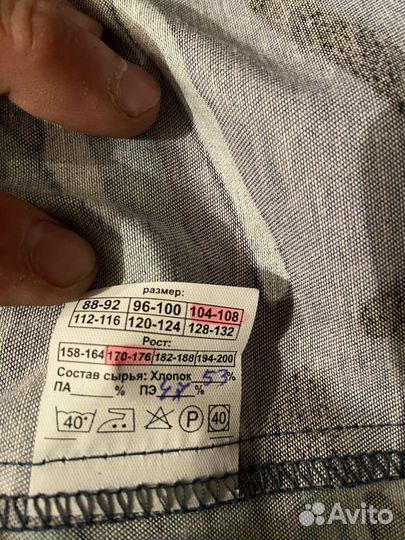 размер:
88-92 96-100 104-108
112-116 120-124 128-132
Рост:
158-164 170-176 182-188 194-200
Состав сырья: Хлопок 53%
ПА % ПЭ 47 %
40° P 40
Avito